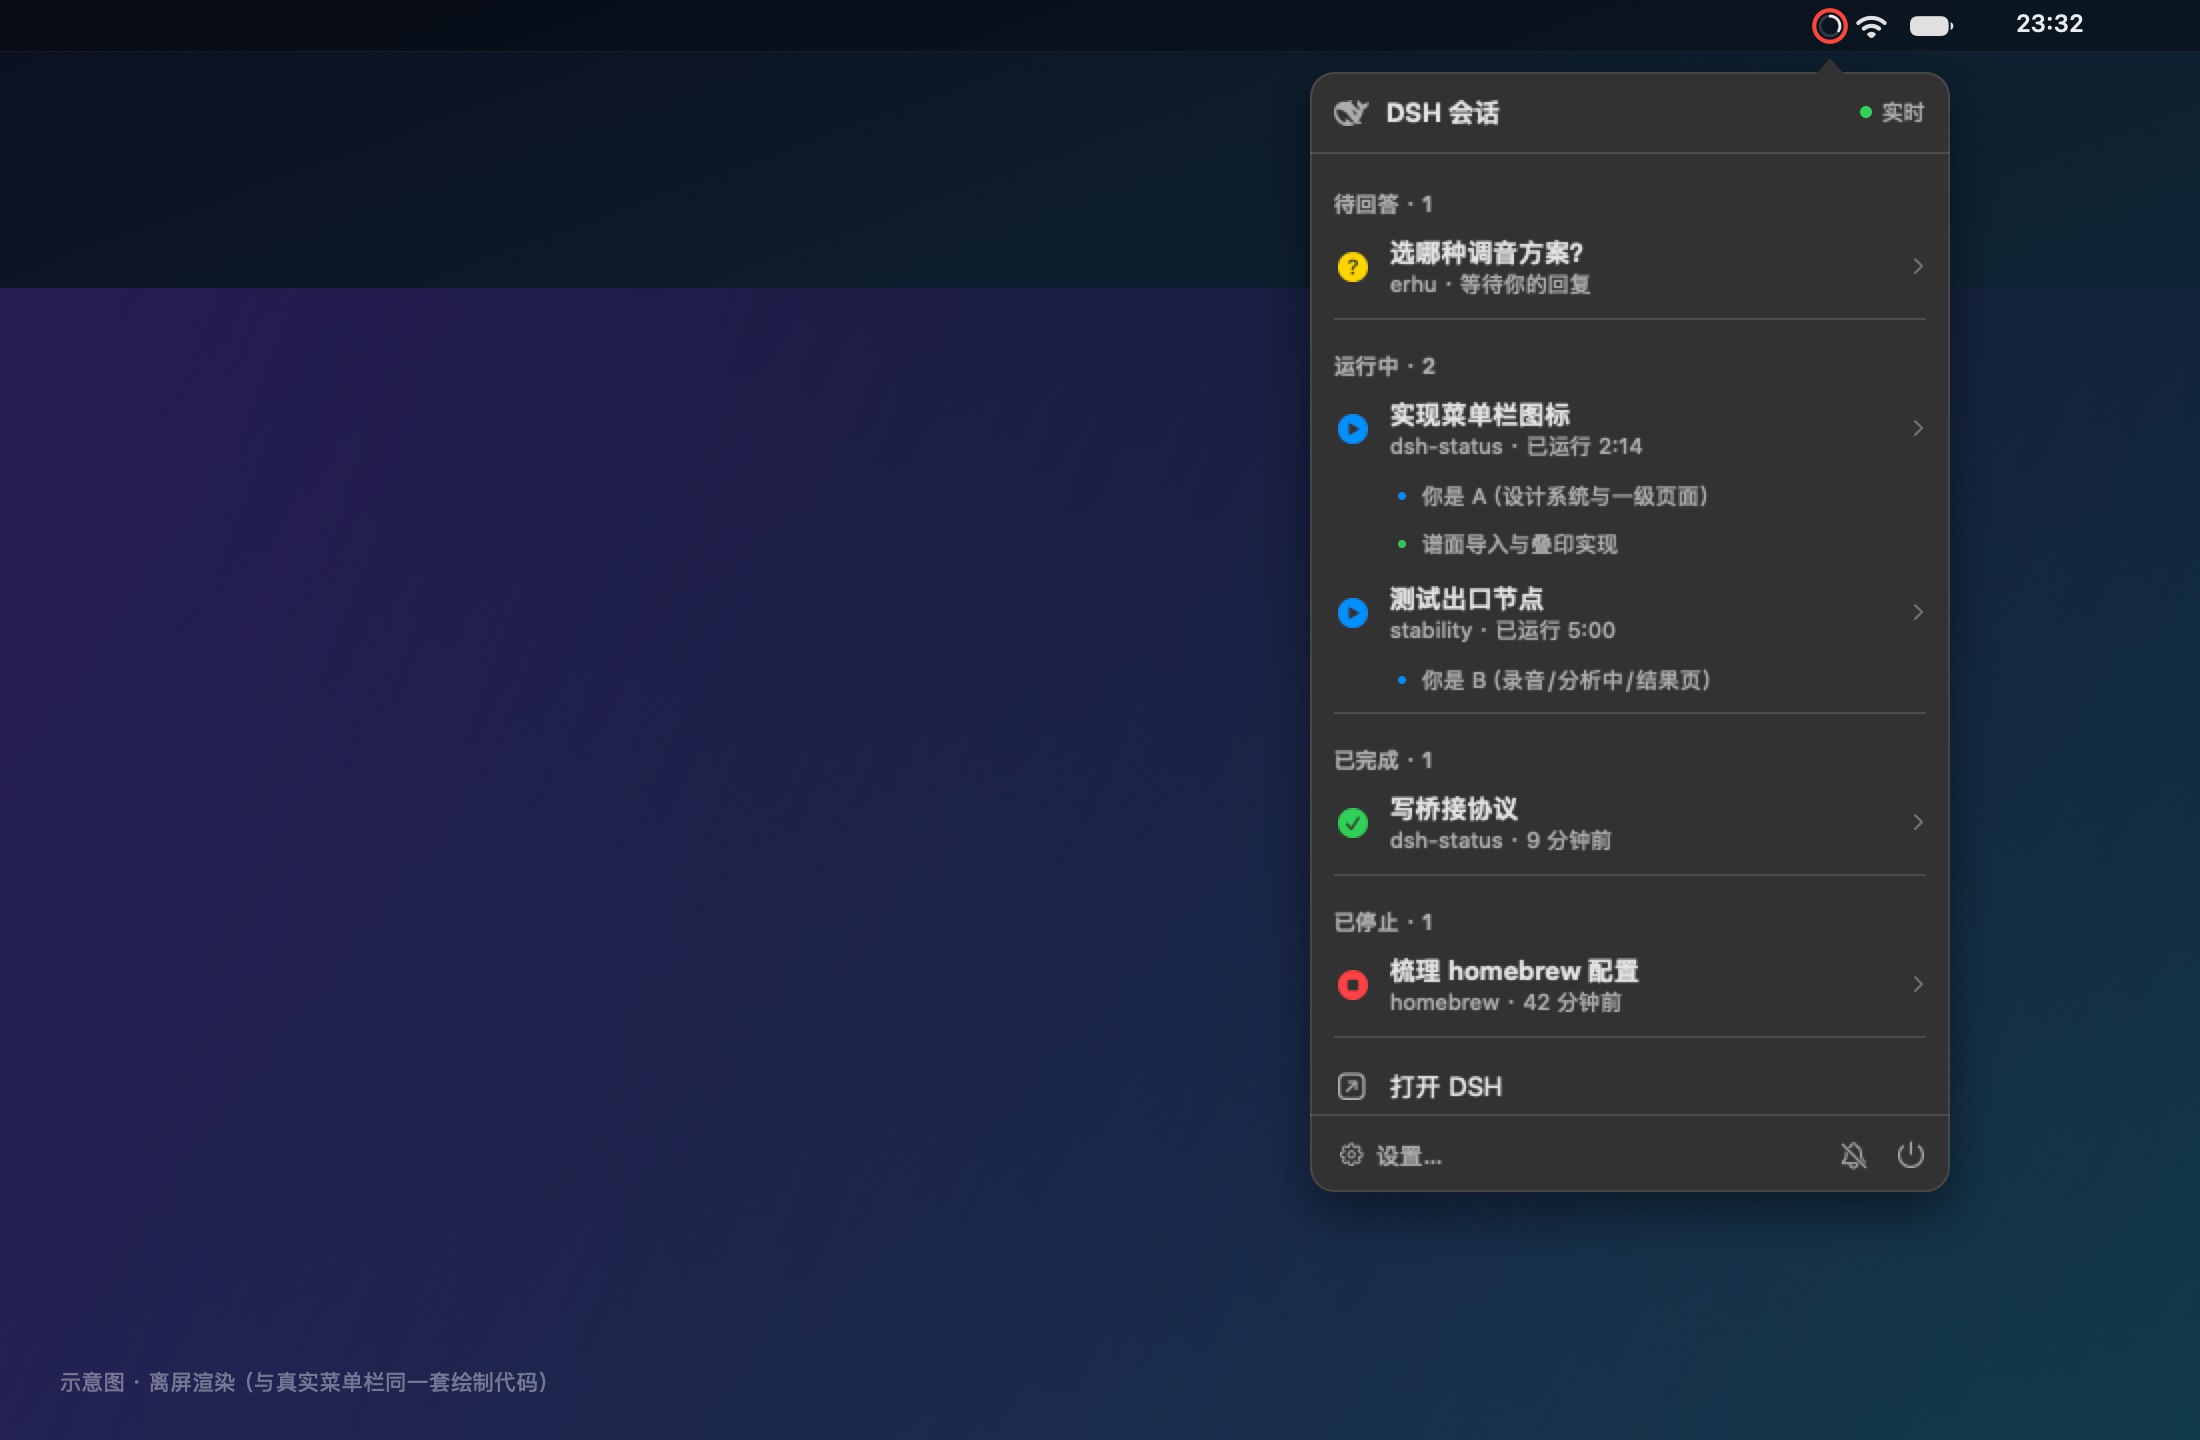 23:32
DSH 会话
实时
待回答 · 1
选哪种调音方案?
erhu · 等待你的回复
运行中 · 2
实现菜单栏图标
dsh-status · 已运行 2:14
你是 A (设计系统与一级页面)
谱面导入与叠印实现
测试出口节点
stability · 已运行 5:00
你是 B (录音/分析中/结果页)
已完成 · 1
写桥接协议
dsh-status · 9 分钟前
已停止 · 1
梳理 homebrew 配置
homebrew · 42 分钟前
打开 DSH
设置...
示意图 · 离屏渲染 (与真实菜单栏同一套绘制代码)